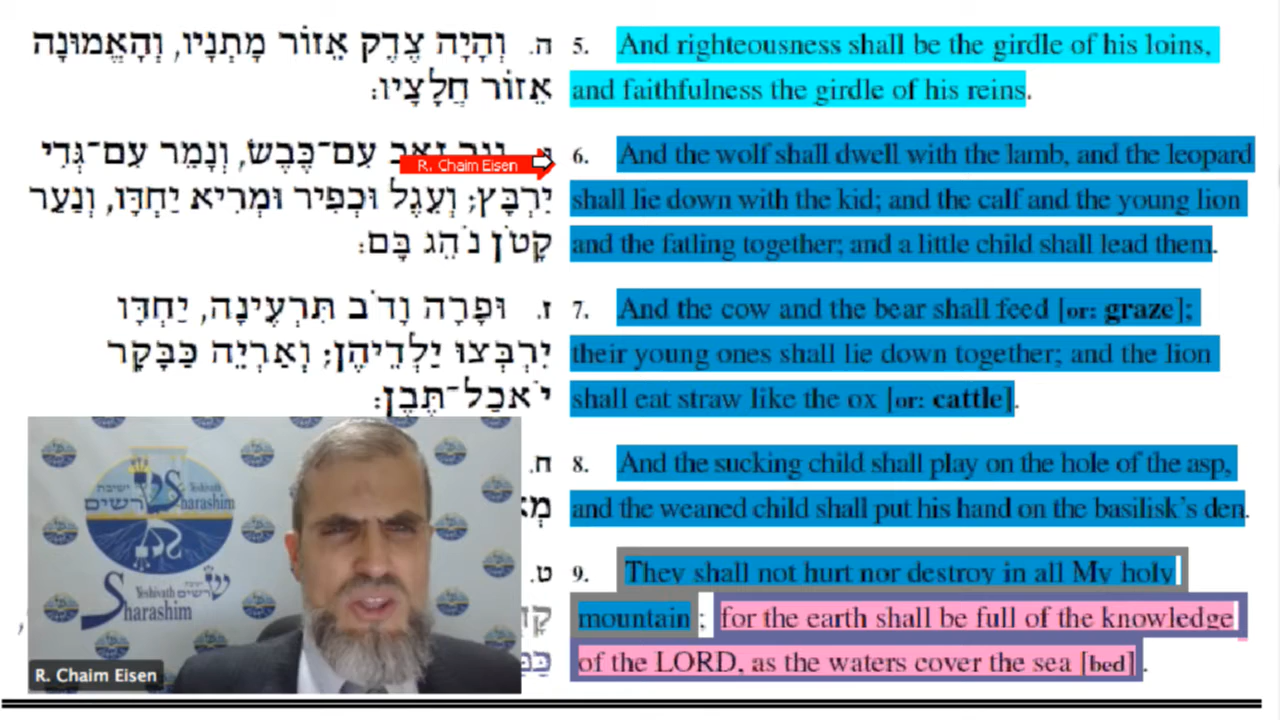 ה. וְהָיָה צֶדֶק אֵזוֹר מָתְנָיו, וְהָאֱמוּנָה
אֵזוֹר חֲלָצָיו:
5. And righteousness shall be the girdle of his loins,
and faithfulness the girdle of his reins.
עִם־כֶּבֶשׂ, וְנָמֵר עִם־גְּדִי
יִרְבָּץ; וְעֵגֶל וּכְפִיר וּמְרִיא יַחְדָּו, וְנַעַר
קָטֹן נֹהֵג בָּם:
R. Chaim Eisen
6. And the wolf shall dwell with the lamb, and the leopard
shall lie down with the kid; and the calf and the young lion
and the fatling together; and a little child shall lead them.
ז. וּפָרָה וָדֹב תִּרְעֶינָה, יַחְדָּו
יִרְבְּצוּ יַלְדֵיהֶן; וְאַרְיֵה כַּבָּקָר
יֹאכַל־תֶּבֶן:
7. And the cow and the bear shall feed [or: graze];
their young ones shall lie down together; and the lion
shall eat straw like the ox [or: cattle].
ח.
8. And the sucking child shall play on the hole of the asp,
and the weaned child shall put his hand on the basilisk's den.
ט.
9. They shall not hurt nor destroy in all My holy
mountain; for the earth shall be full of the knowledge
of the LORD, as the waters cover the sea [bed].
ישיבת
שרשים
Yeshivath
Sharashim
Yeshivath
Sharashim
R. Chaim Eisen